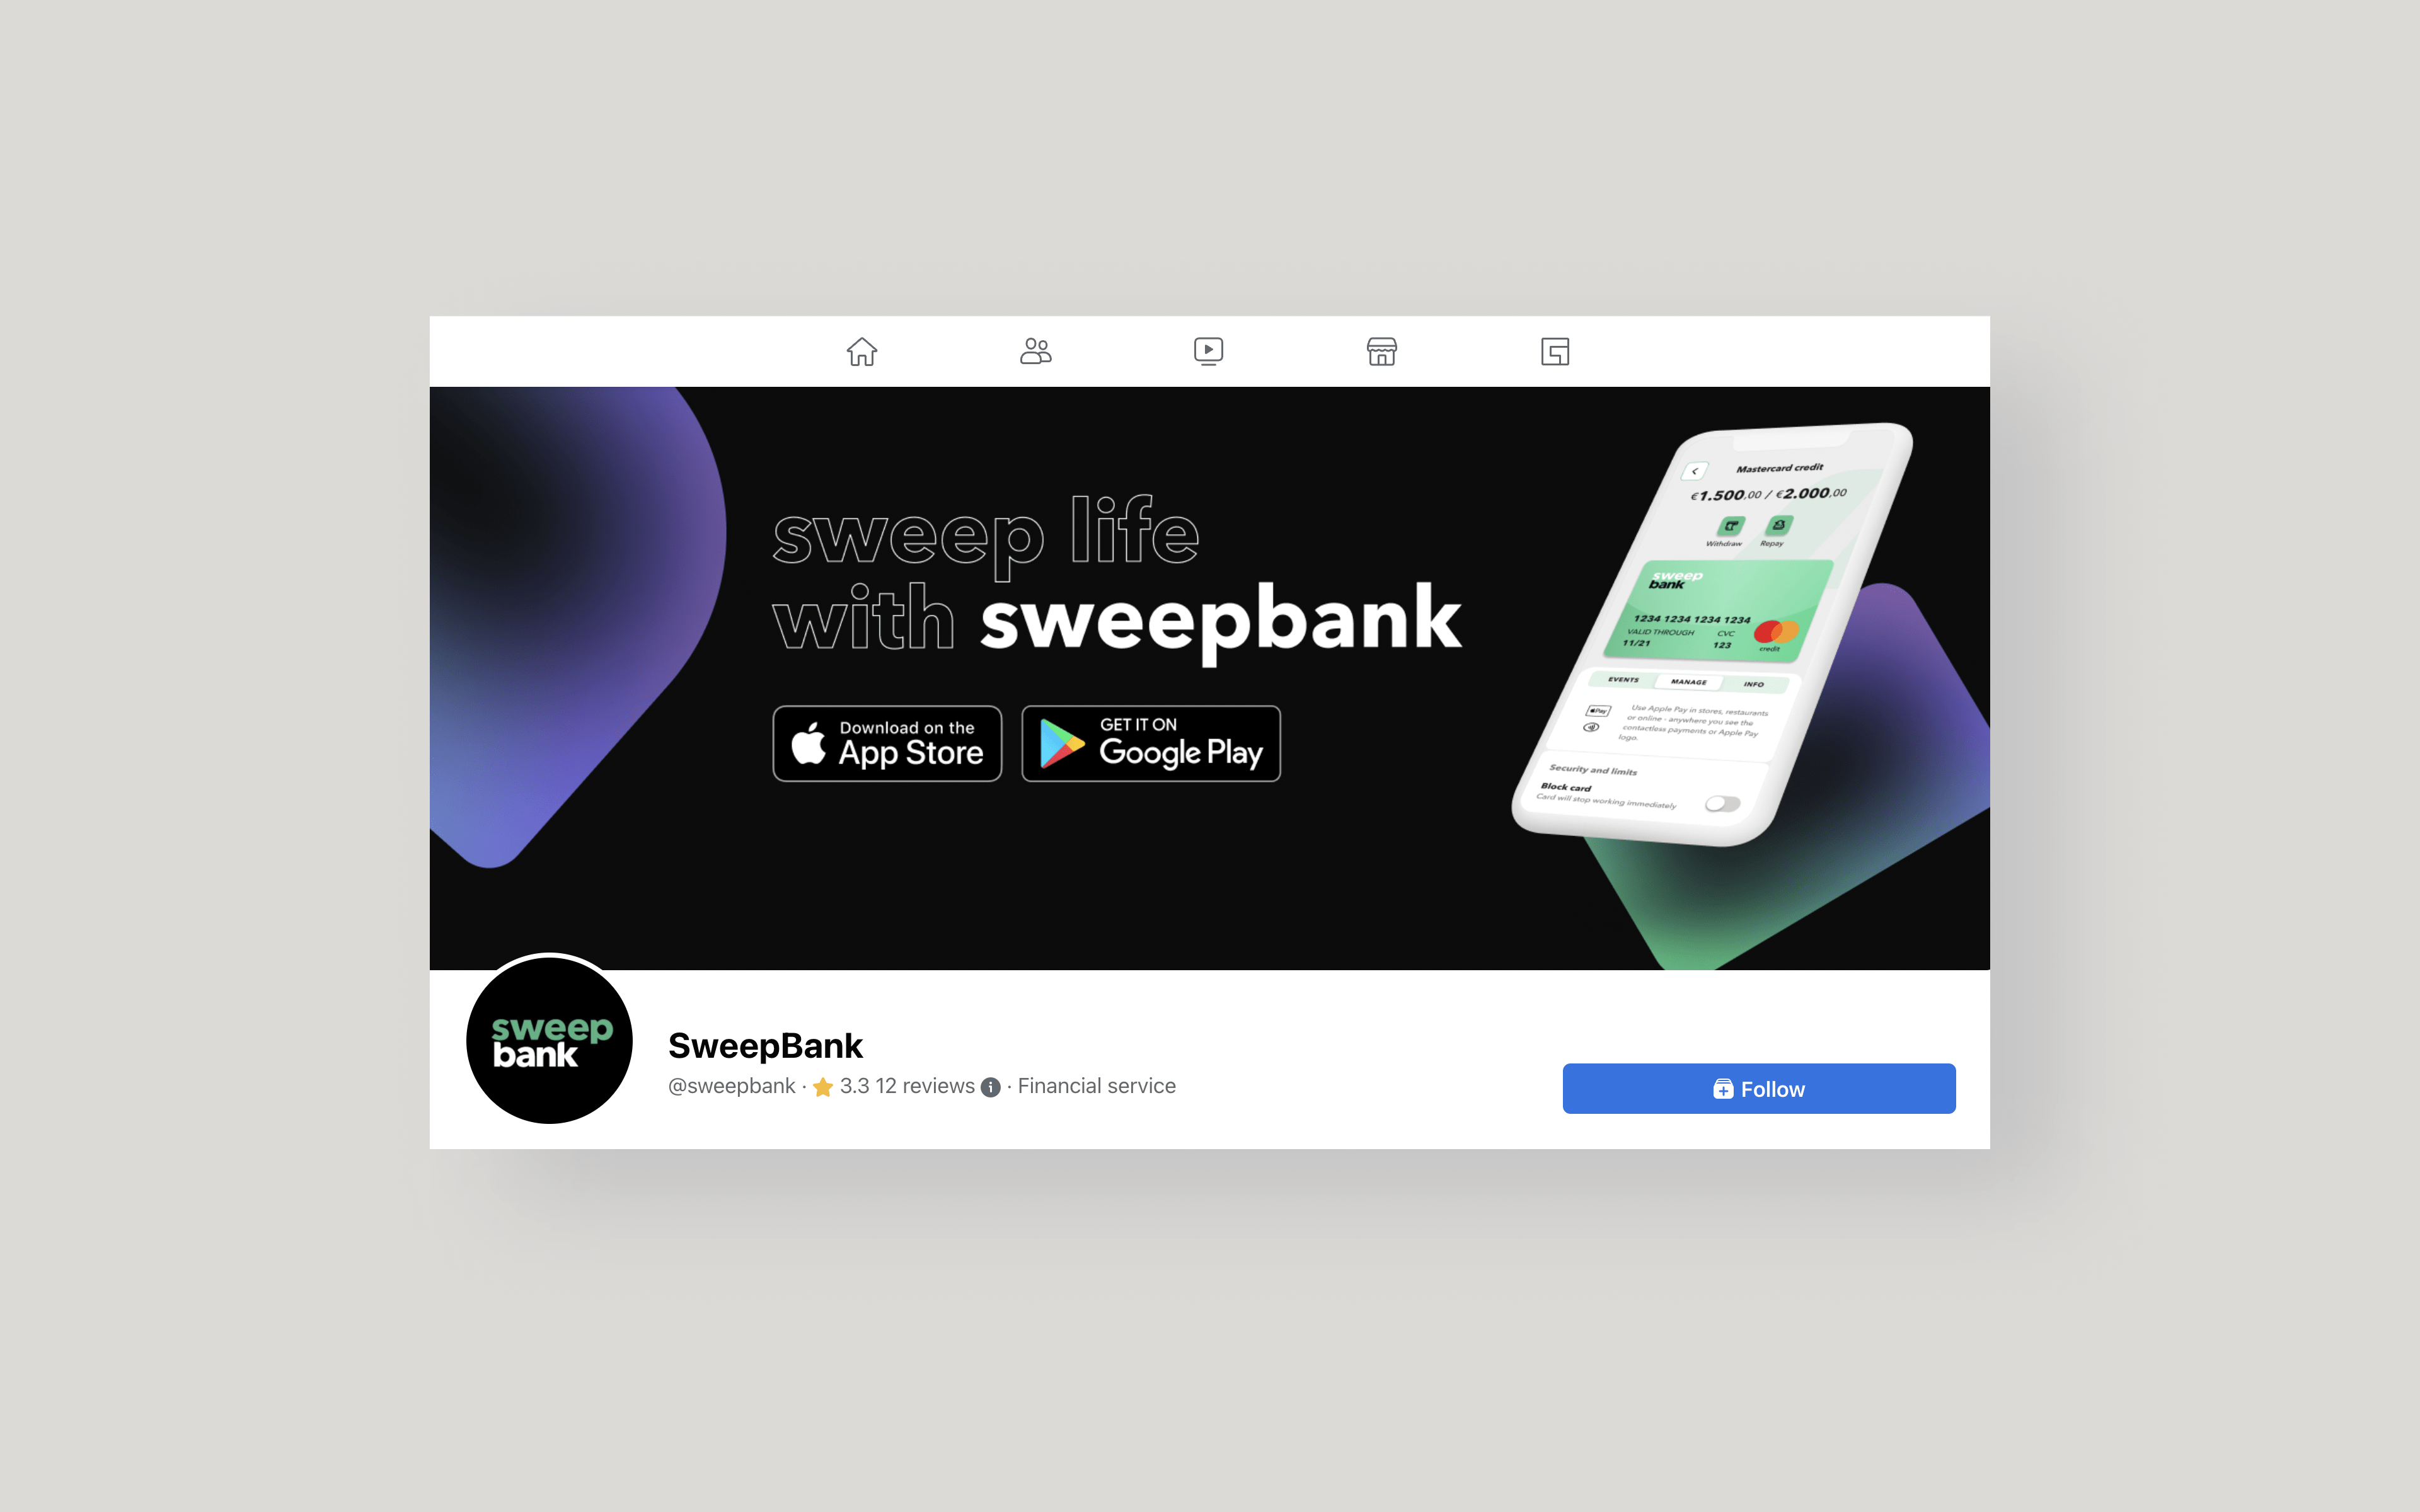 sweep life
with sweepbank
Download on the
App Store
GET IT ON
Google Play
Mastercard credit
€1.500,00 / €2.000,00
Withdraw
Repay
sweep
bank
1234 1234 1234 1234
VALID THROUGH
CVC
11/21
123
credit
EVENTS
MANAGE
INFO
Pay
Use Apple Pay in stores, restaurants
or online - anywhere you see the
contactless payments or Apple Pay
logo.
Security and limits
Block card
Card will stop working immediately
sweep
bank
SweepBank
@sweepbank · 3.3 12 reviews · Financial service
Follow